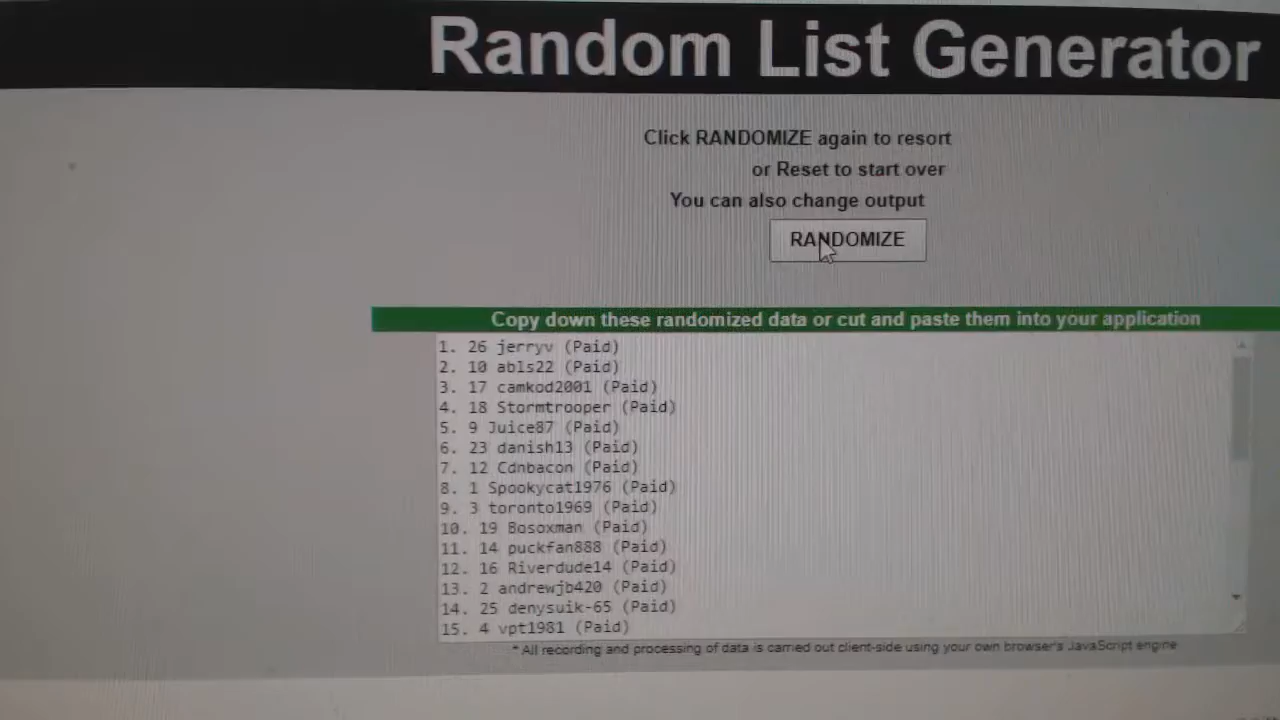 Random List Generator
Click RANDOMIZE again to resort
or Reset to start over
You can also change output
RANDOMIZE
Copy down these randomized data or cut and paste them into your application
1. 26 jerryv (Paid)
2. 10 abls22 (Paid)
3. 17 camkod2001 (Paid)
4. 18 Stormtrooper (Paid)
5. 9 Juice87 (Paid)
6. 23 danish13 (Paid)
7. 12 Cdnbacon (Paid)
8. 1 Spookycat1976 (Paid)
9. 3 toronto1969 (Paid)
10. 19 Bosoxman (Paid)
11. 14 puckfan888 (Paid)
12. 16 Riverdude14 (Paid)
13. 2 andrewjb420 (Paid)
14. 25 denysuik-65 (Paid)
15. 4 vpt1981 (Paid)
* All recording and processing of data is carried out client-side using your own browser's JavaScript engine